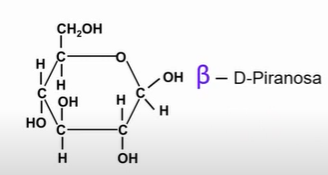 CH₂OH
C O
H H OH β – D-Piranosa
C OH H C H
HO C C
H OH